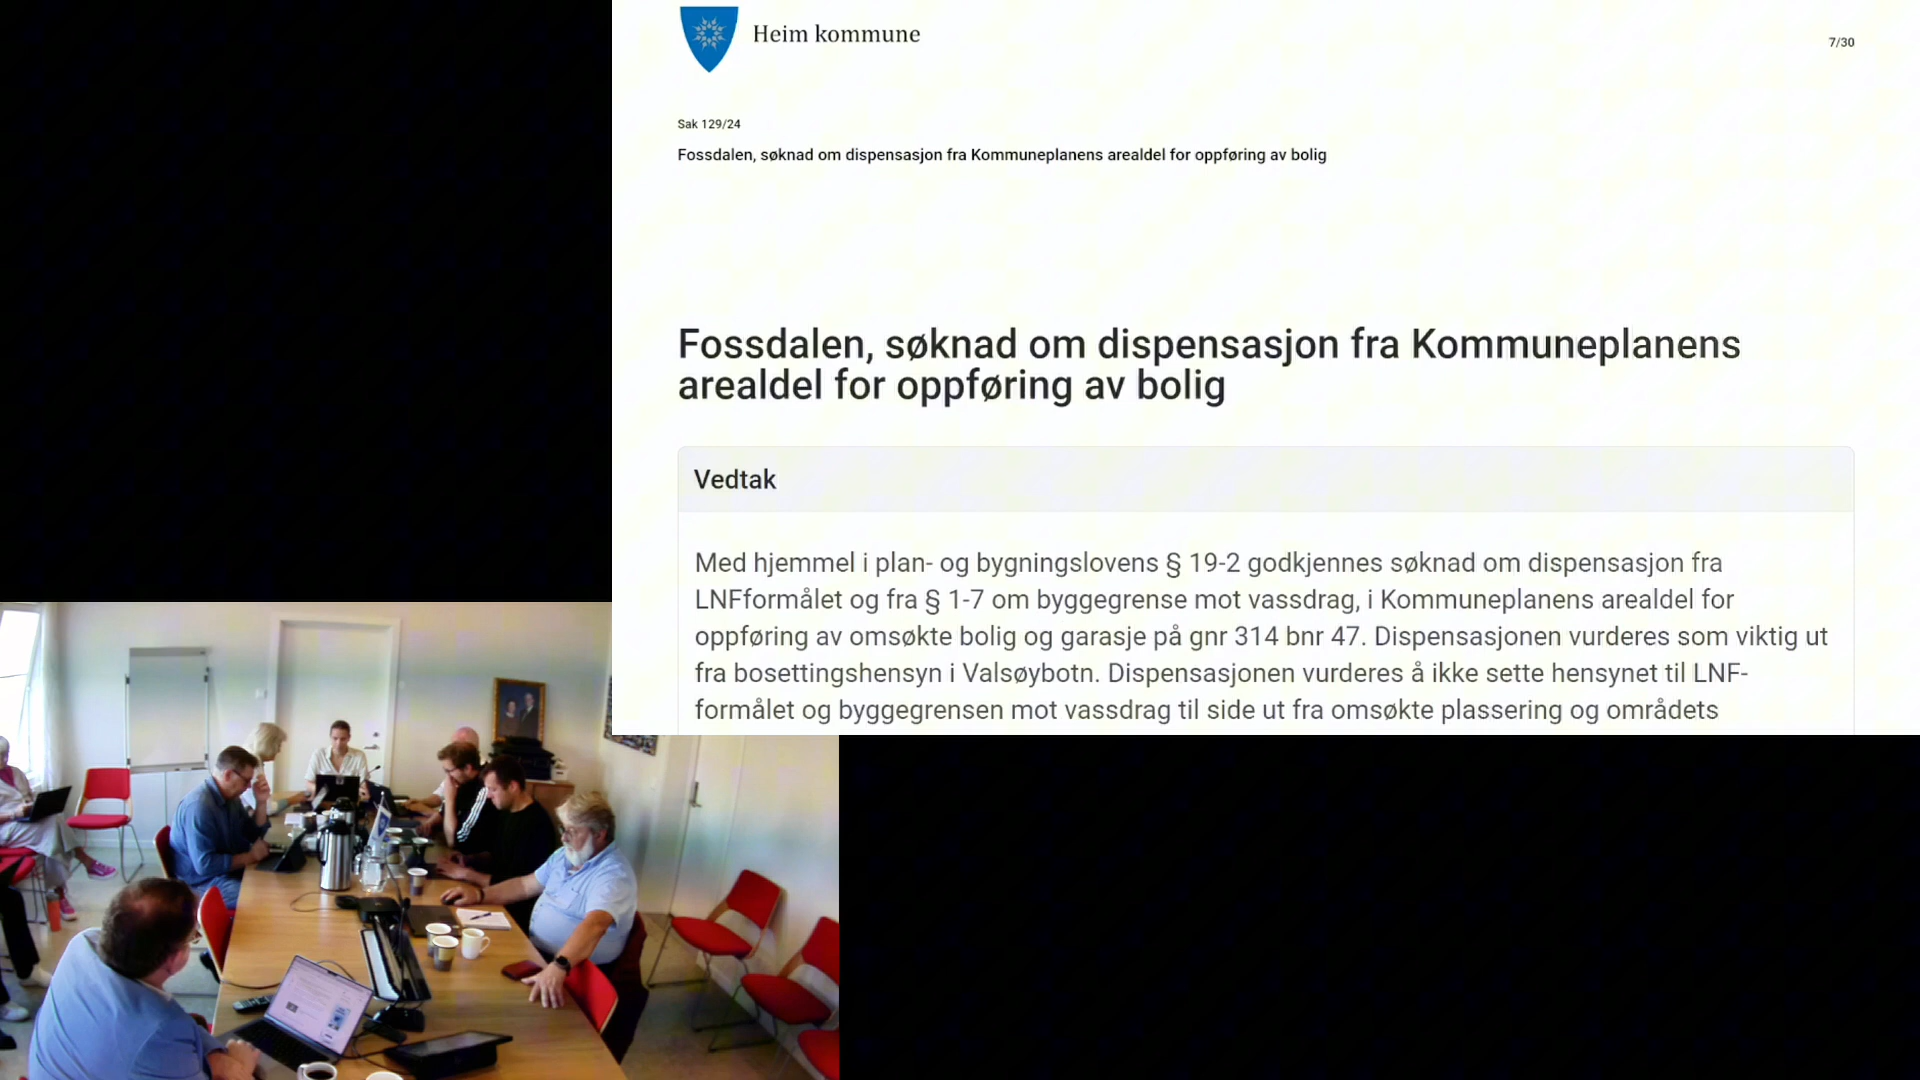 Heim kommune
7/30
Sak 129/24
Fossdalen, søknad om dispensasjon fra Kommuneplanens arealdel for oppføring av bolig
Fossdalen, søknad om dispensasjon fra Kommuneplanens
arealdel for oppføring av bolig
Vedtak
Med hjemmel i plan- og bygningslovens § 19-2 godkjennes søknad om dispensasjon fra
LNFformålet og fra § 1-7 om byggegrense mot vassdrag, i Kommuneplanens arealdel for
oppføring av omsøkte bolig og garasje på gnr 314 bnr 47. Dispensasjonen vurderes som viktig ut
fra bosettingshensyn i Valsøybotn. Dispensasjonen vurderes å ikke sette hensynet til LNF-
formålet og byggegrensen mot vassdrag til side ut fra omsøkte plassering og områdets